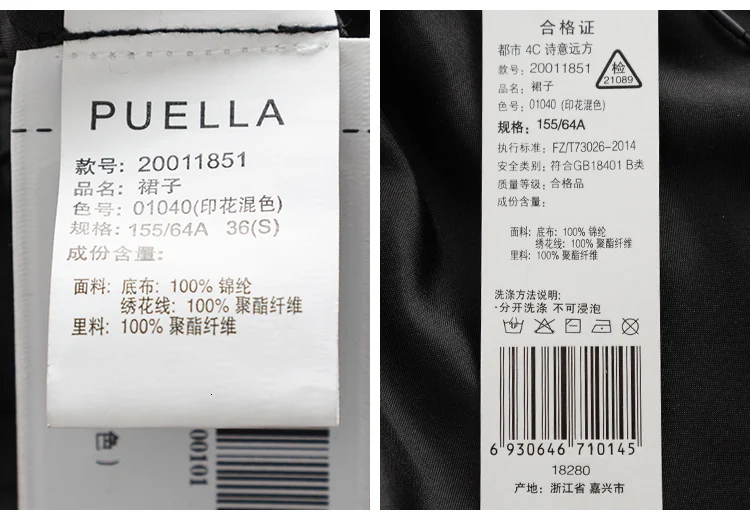 PUELLA
款号: 20011851
品名: 裙子
色号: 01040(印花混色)
规格: 155/64A 36(S)
成份含量:
面料: 底布: 100% 锦纶
绣花线: 100% 聚酯纤维
里料: 100% 聚酯纤维
色)
00101
合格证
都市 4C 诗意远方
款号: 20011851
检
21089
品名: 裙子
色号: 01040 (印花混色)
规格: 155/64A
执行标准: FZ/T73026-2014
安全类别: 符合GB18401 B类
质量等级: 合格品
成份含量:
面料: 底布: 100% 锦纶
绣花线: 100% 聚酯纤维
里料: 100% 聚酯纤维
洗涤方法说明:
·分开洗涤 不可浸泡
6 930646 710145
18280
产地: 浙江省 嘉兴市